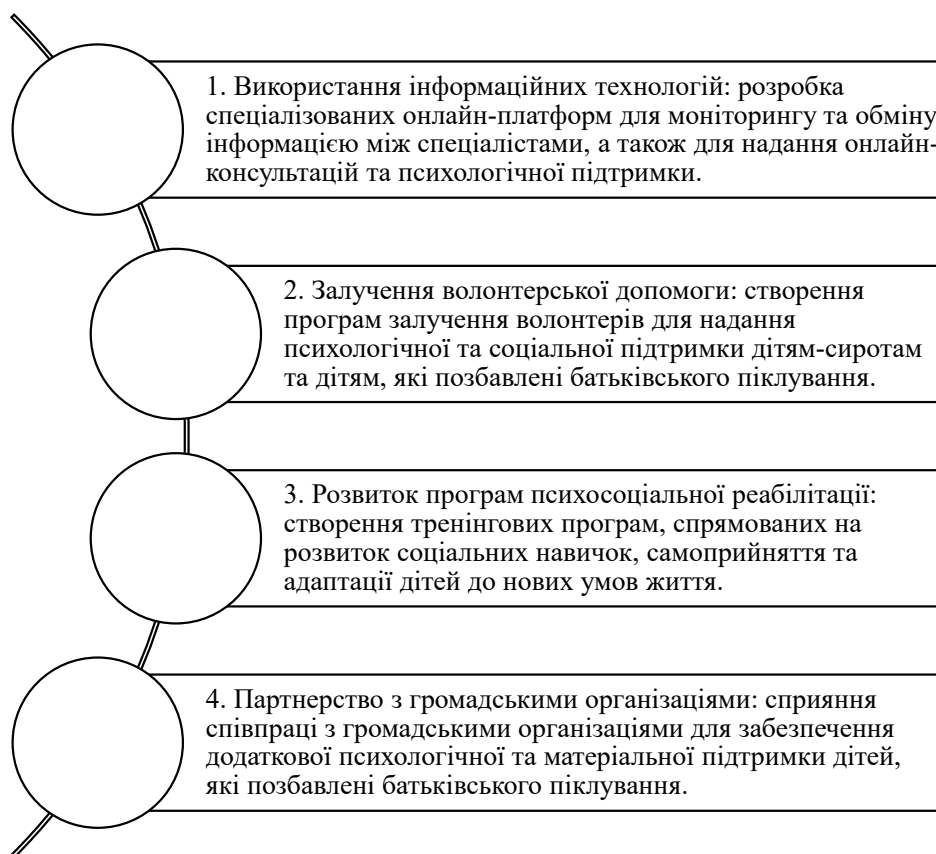 1. Використання інформаційних технологій: розробка
спеціалізованих онлайн-платформ для моніторингу та обміну
інформацією між спеціалістами, а також для надання онлайн-
консультацій та психологічної підтримки.
2. Залучення волонтерської допомоги: створення
програм залучення волонтерів для надання
психологічної та соціальної підтримки дітям-сиротам
та дітям, які позбавлені батьківського піклування.
3. Розвиток програм психосоціальної реабілітації:
створення тренінгових програм, спрямованих на
розвиток соціальних навичок, самоприйняття та
адаптації дітей до нових умов життя.
4. Партнерство з громадськими організаціями: сприяння
співпраці з громадськими організаціями для забезпечення
додаткової психологічної та матеріальної підтримки дітей,
які позбавлені батьківського піклування.